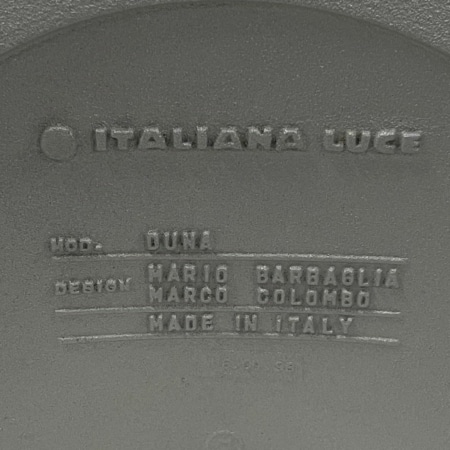 ITALIANA LUCE
MOD. DUNA
DESIGN MARIO BARBAGLIA
MARCO COLOMBO
MADE IN iTALY